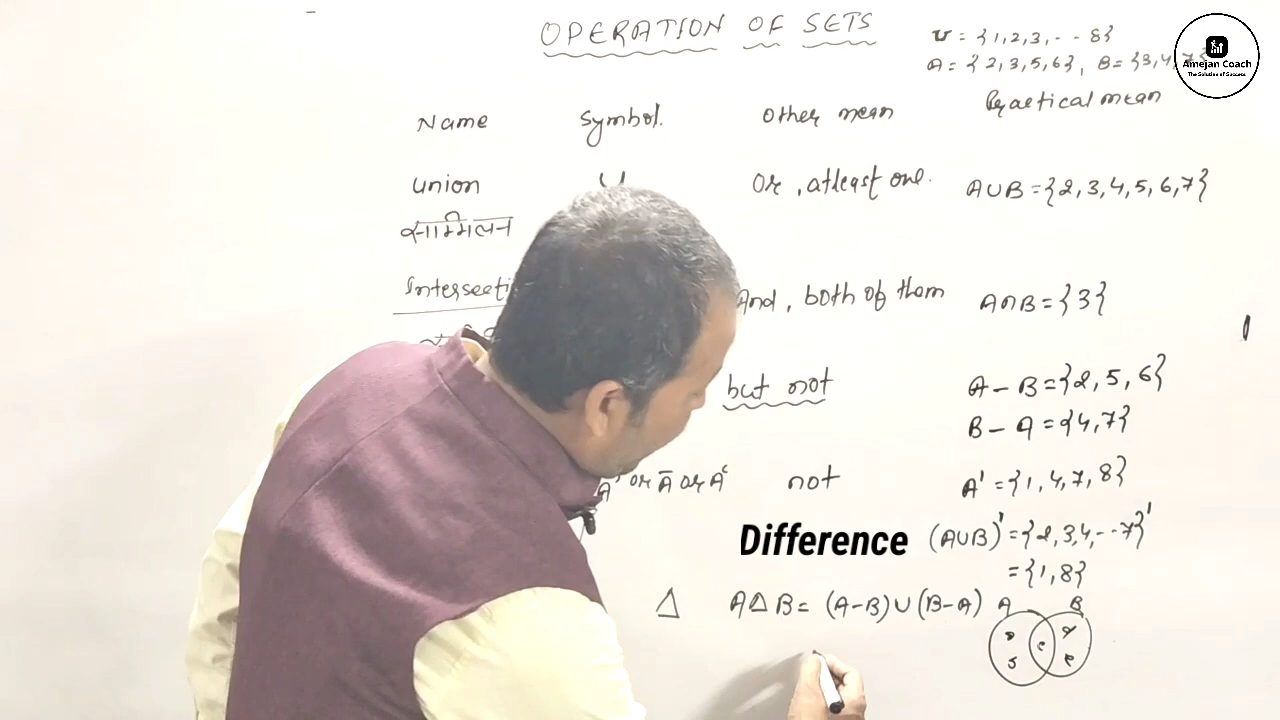 OPERATION OF SETS
U = {1,2,3,--8}
A = {2,3,5,6}, B = {3,4,7}
Amejan Coach
The Solution of Success
Name Symbol. Other mean Practical mean
Union ∪ Or, atleast one. A∪B = {2,3,4,5,6,7}
साम्मिलन
Intersecti And, both of them A∩B = {3}
but not A - B = {2,5,6}
B - A = {4,7}
A' or Ā or Aᶜ not A' = {1,4,7,8}
Difference (A∪B)' = {2,3,4,--7}'
= {1,8}
Δ AΔB = (A-B)∪(B-A) A B